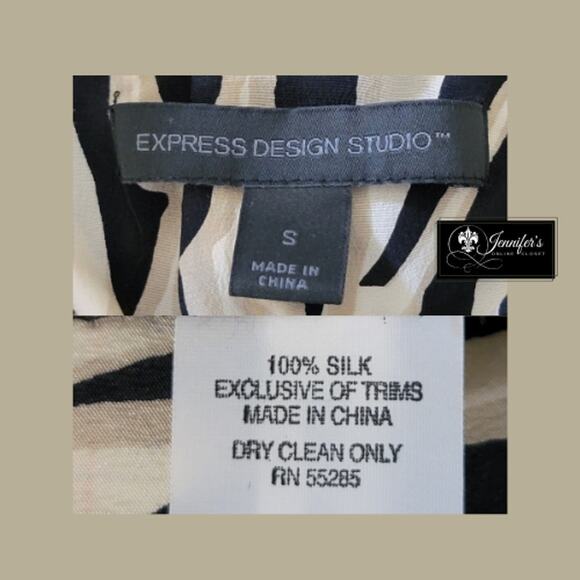 EXPRESS DESIGN STUDIO™
S
MADE IN
CHINA
Jennifer's
ONLINE CLOSET
100% SILK
EXCLUSIVE OF TRIMS
MADE IN CHINA
DRY CLEAN ONLY
RN 55285